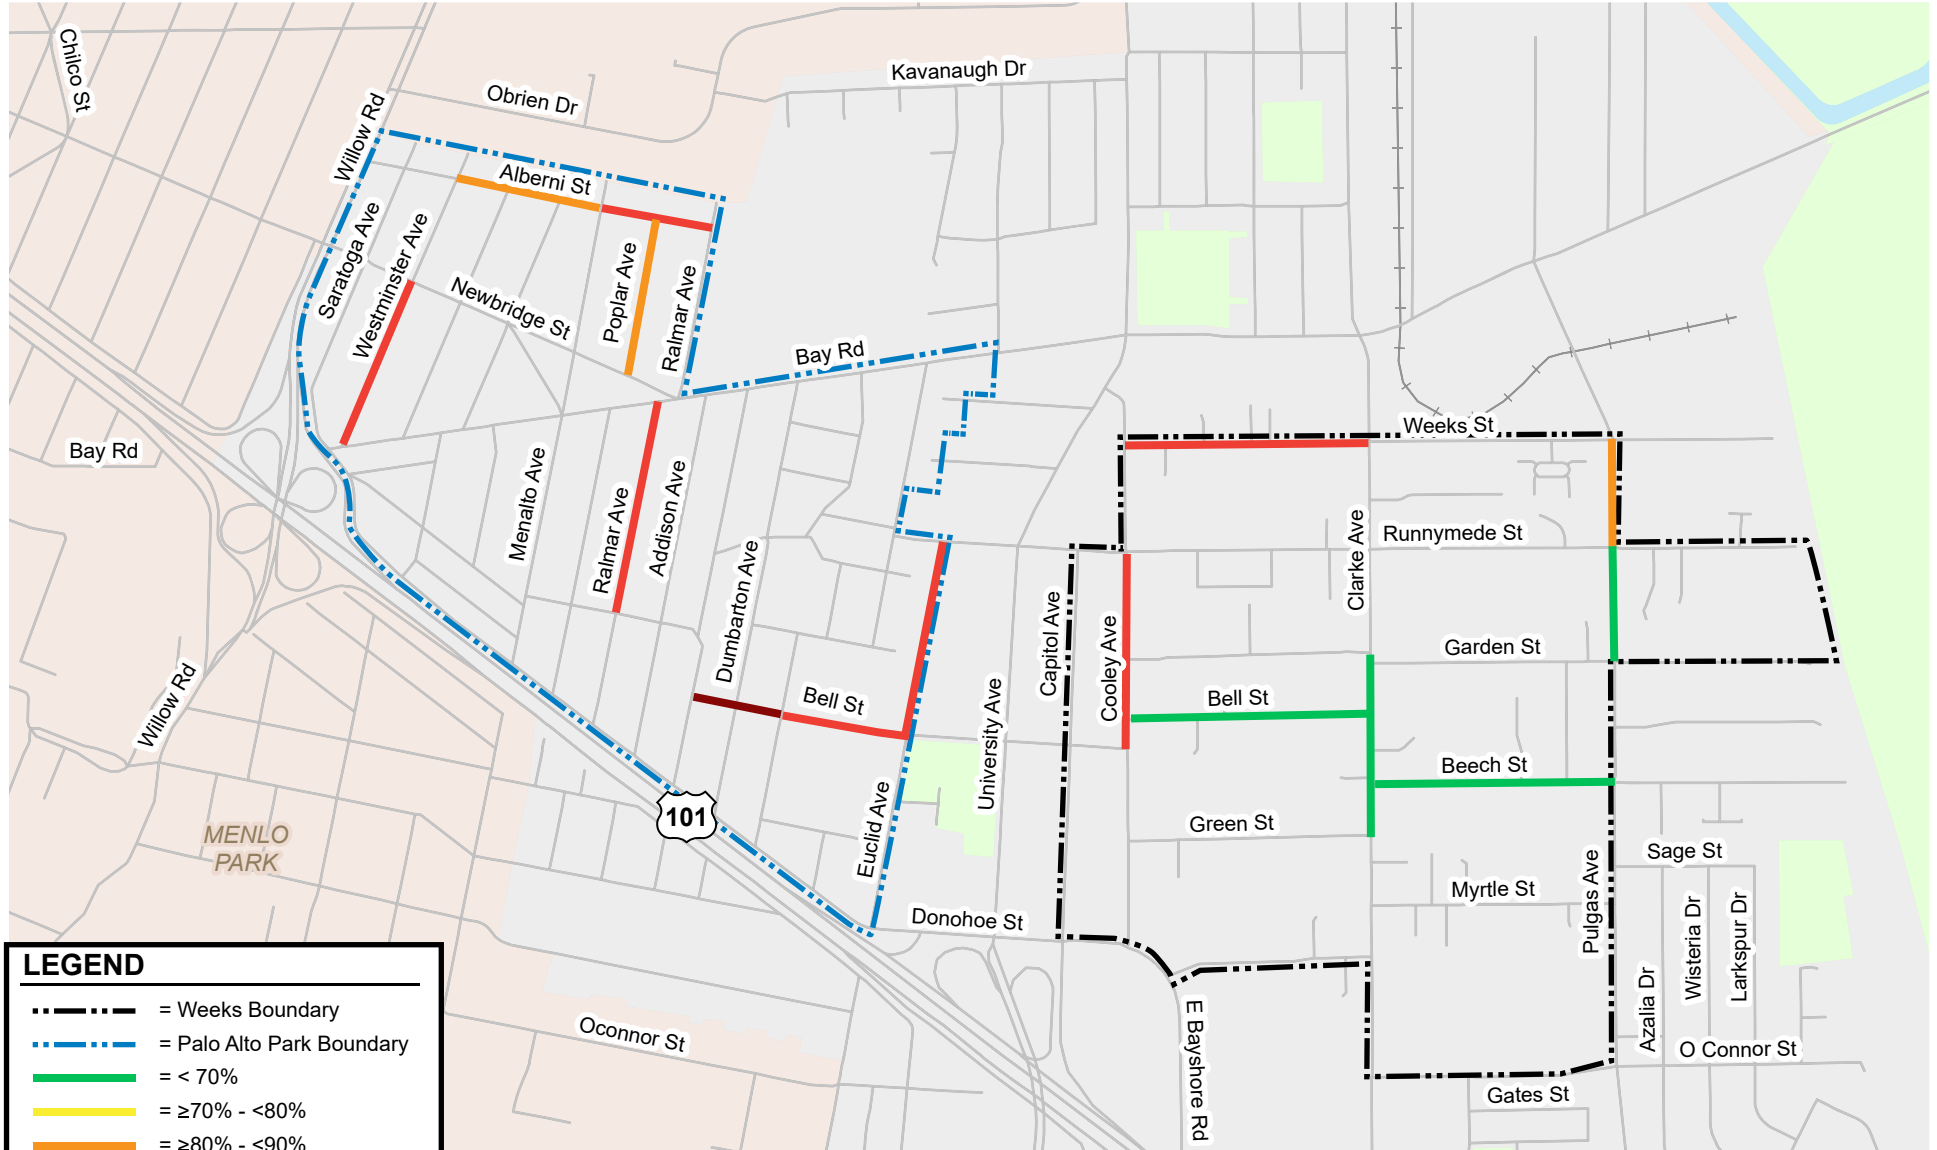 Chilco St
Willow Rd
Obrien Dr
Kavanaugh Dr
Alberni St
Saratoga Ave
Westminster Ave
Newbridge St
Poplar Ave
Ralmar Ave
Bay Rd
Bay Rd
Weeks St
Menalto Ave
Ralmar Ave
Addison Ave
Dumbarton Ave
Runnymede St
Clarke Ave
Capitol Ave
Cooley Ave
Garden St
Bell St
Bell St
University Ave
Willow Rd
Beech St
101
Euclid Ave
Green St
MENLO
PARK
Sage St
Myrtle St
Pulgas Ave
Wisteria Dr
Larkspur Dr
Azalia Dr
Donohoe St
Oconnor St
E Bayshore Rd
O Connor St
Gates St
LEGEND
= Weeks Boundary
= Palo Alto Park Boundary
= < 70%
= ≥70% - <80%
= ≥80% - <90%